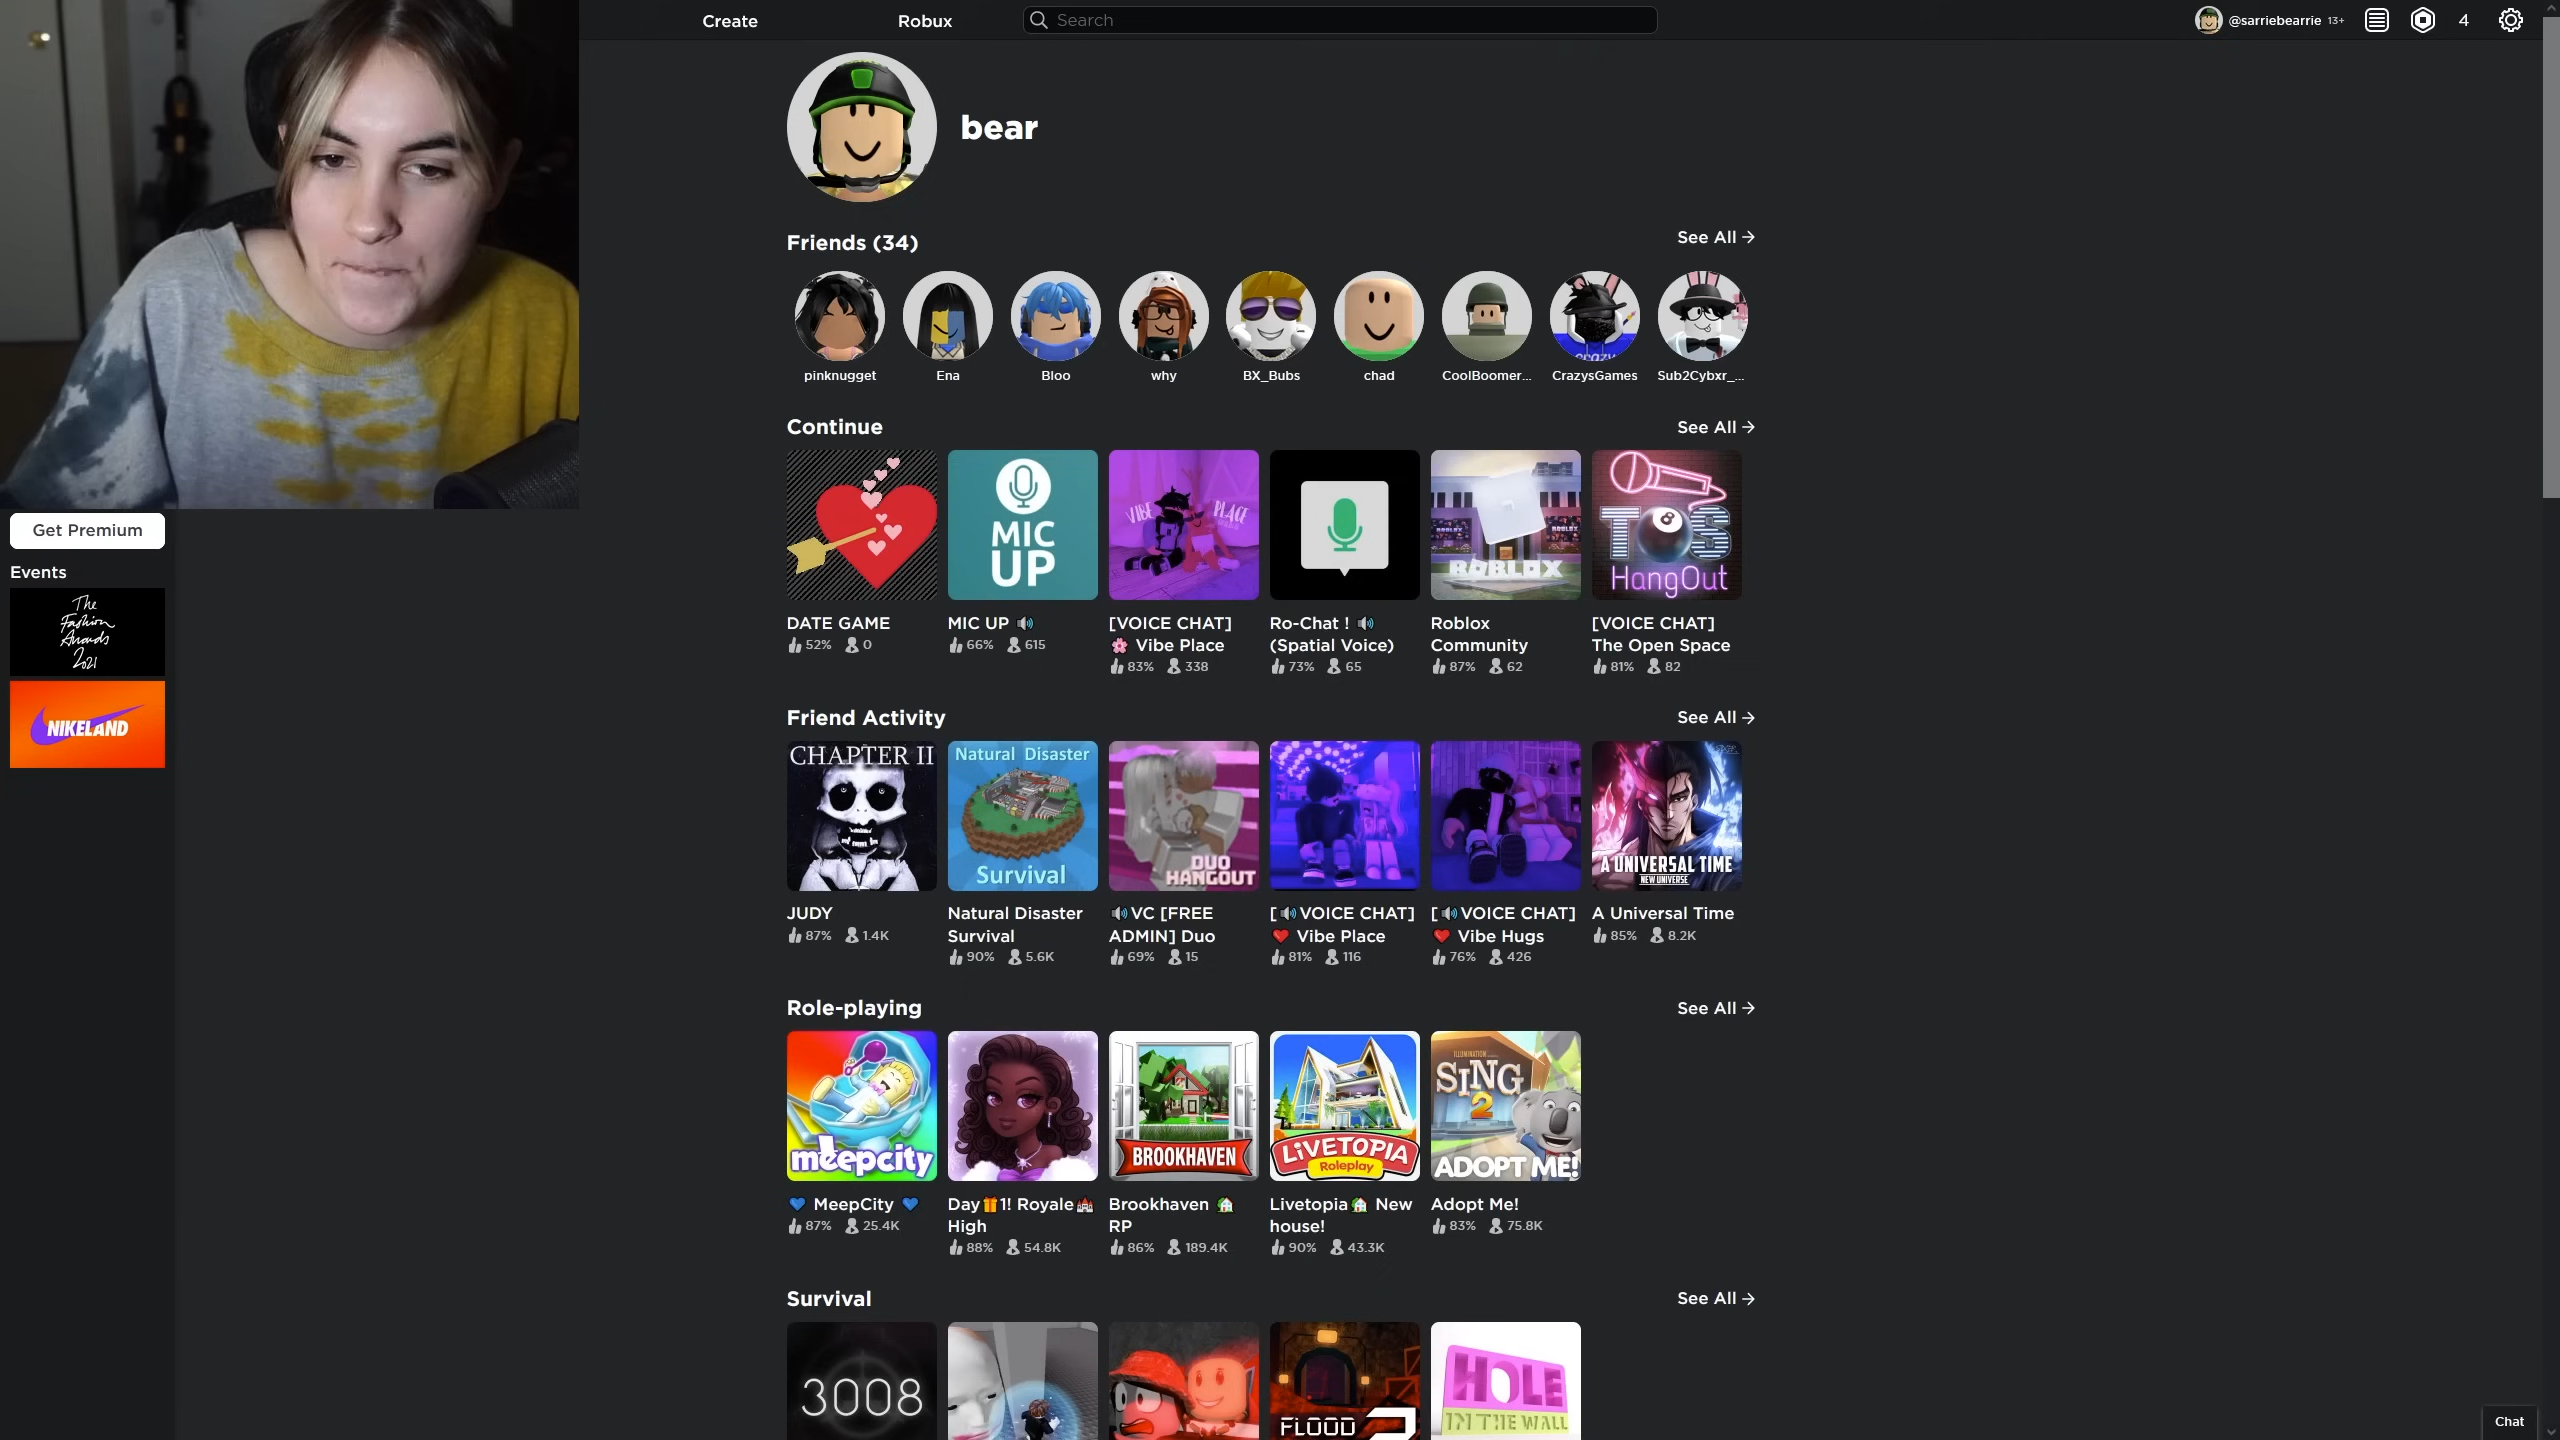 Create
Robux
Search
@sarriebearrie 13+
4
bear
Friends (34)
See All
pinknugget
Ena
Bloo
why
BX_Bubs
chad
CoolBoomer...
CrazysGames
Sub2Cybxr_...
Get Premium
Events
The
Fashion
Awards
2021
NIKELAND
Continue
See All
MIC
UP
VIBE PLACE
ROBLOX
T 8 S
HangOut
DATE GAME
52% 0
MIC UP 🔊
66% 615
[VOICE CHAT]
🌸 Vibe Place
83% 338
Ro-Chat ! 🔊
(Spatial Voice)
73% 65
Roblox
Community
87% 62
[VOICE CHAT]
The Open Space
81% 82
Friend Activity
See All
CHAPTER II
Natural Disaster
Survival
DUO
HANGOUT
A UNIVERSAL TIME
NEW UNIVERSE
JUDY
87% 1.4K
Natural Disaster
Survival
90% 5.6K
🔊VC [FREE
ADMIN] Duo
69% 15
[🔊VOICE CHAT]
❤️ Vibe Place
81% 116
[🔊VOICE CHAT]
❤️ Vibe Hugs
76% 426
A Universal Time
85% 8.2K
Role-playing
See All
meepcity
BROOKHAVEN
LIVETOPIA
Roleplay
ILLUMINATION
SING
2
ADOPT ME!
💙 MeepCity 💙
87% 25.4K
Day🎁1! Royale🏰
High
88% 54.8K
Brookhaven 🏡
RP
86% 189.4K
Livetopia🏡 New
house!
90% 43.3K
Adopt Me!
83% 75.8K
Survival
See All
3008
FLOOD
HOLE
IN THE WALL
Chat